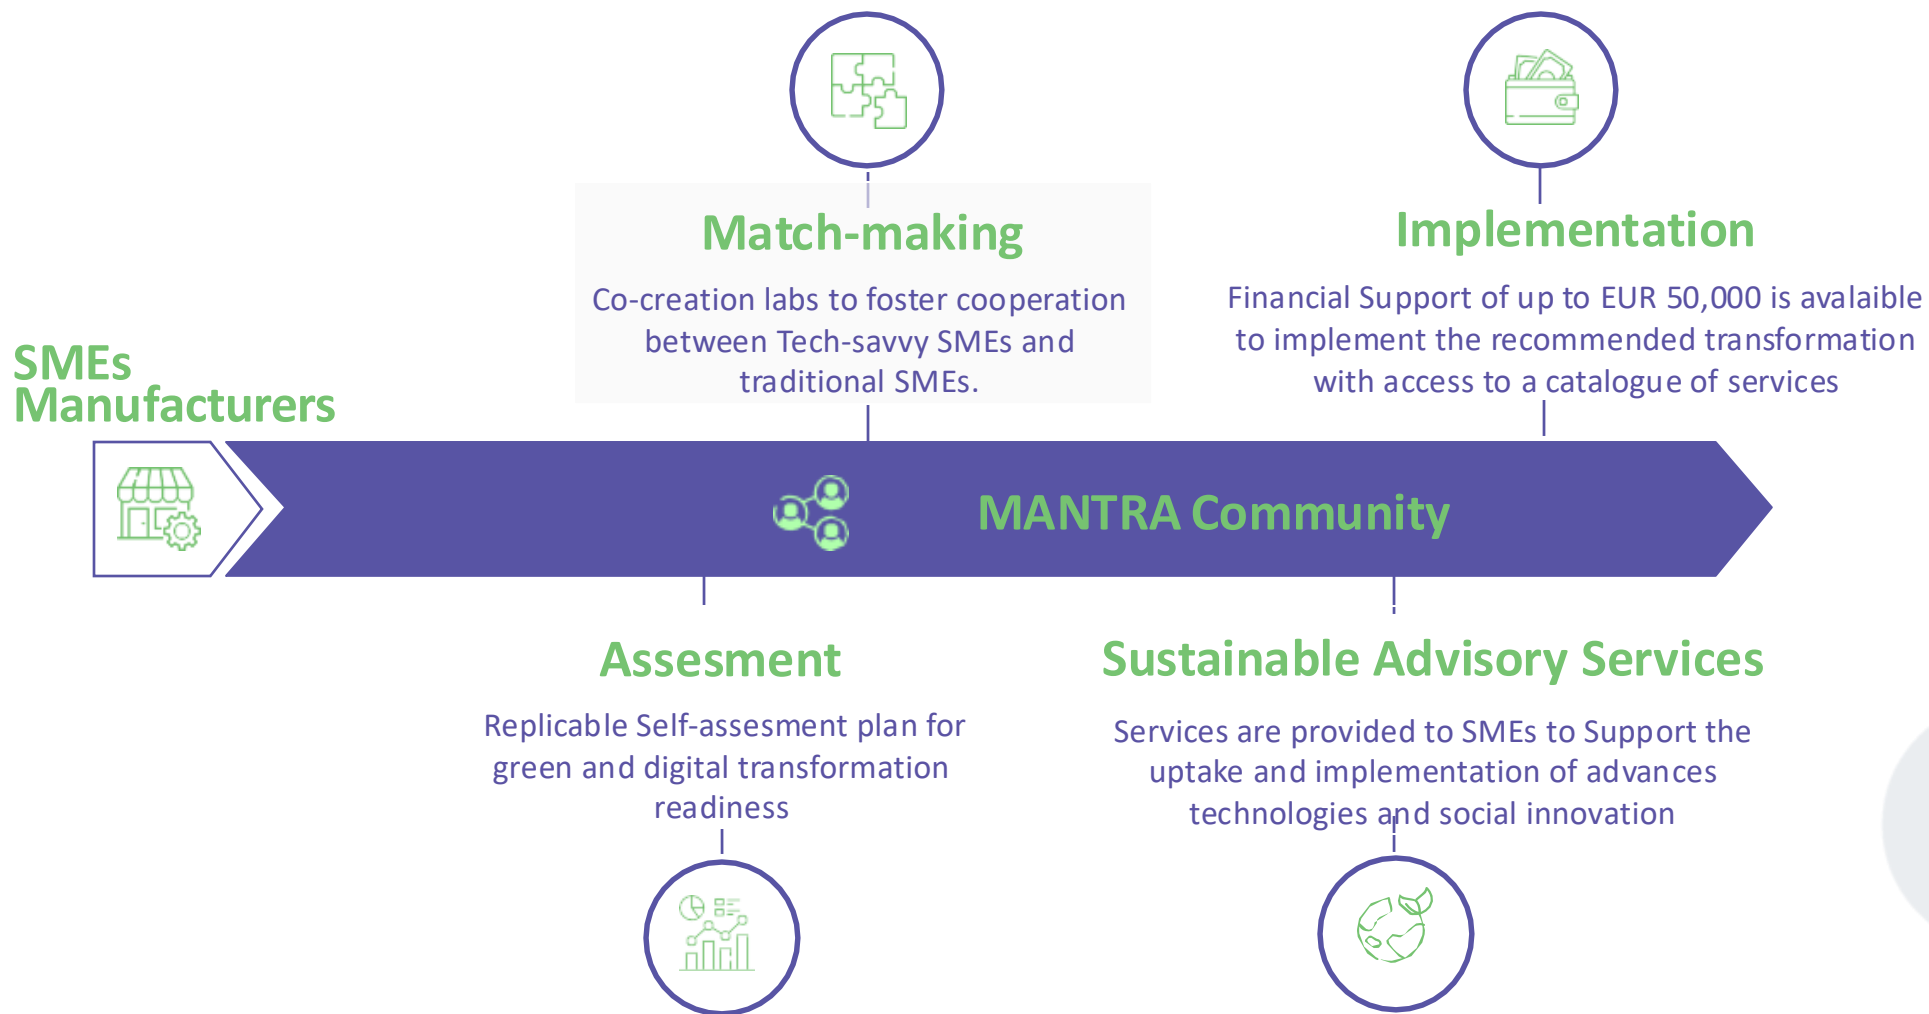 Match-making
Co-creation labs to foster cooperation
between Tech-savvy SMEs and
traditional SMEs.
Implementation
Financial Support of up to EUR 50,000 is avalaible
to implement the recommended transformation
with access to a catalogue of services
SMEs
Manufacturers
MANTRA Community
Assesment
Replicable Self-assesment plan for
green and digital transformation
readiness
Sustainable Advisory Services
Services are provided to SMEs to Support the
uptake and implementation of advances
technologies and social innovation